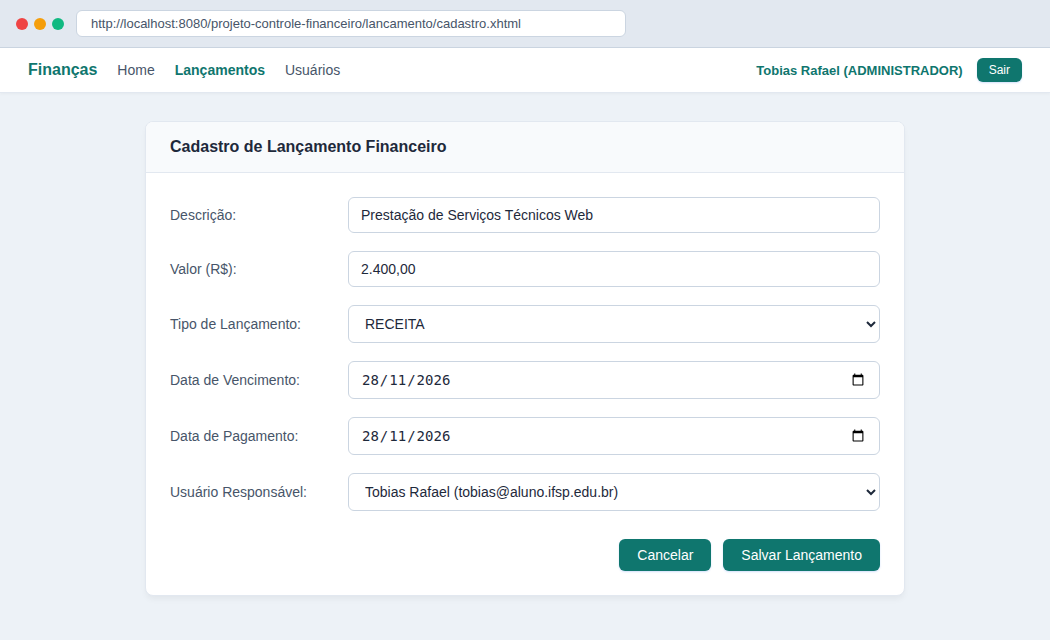 http://localhost:8080/projeto-controle-financeiro/lancamento/cadastro.xhtml
Finanças Home Lançamentos Usuários Tobias Rafael (ADMINISTRADOR) Sair
Cadastro de Lançamento Financeiro
Descrição: Prestação de Serviços Técnicos Web
Valor (R$): 2.400,00
Tipo de Lançamento: RECEITA
Data de Vencimento: 28/11/2026
Data de Pagamento: 28/11/2026
Usuário Responsável: Tobias Rafael (tobias@aluno.ifsp.edu.br)
Cancelar Salvar Lançamento